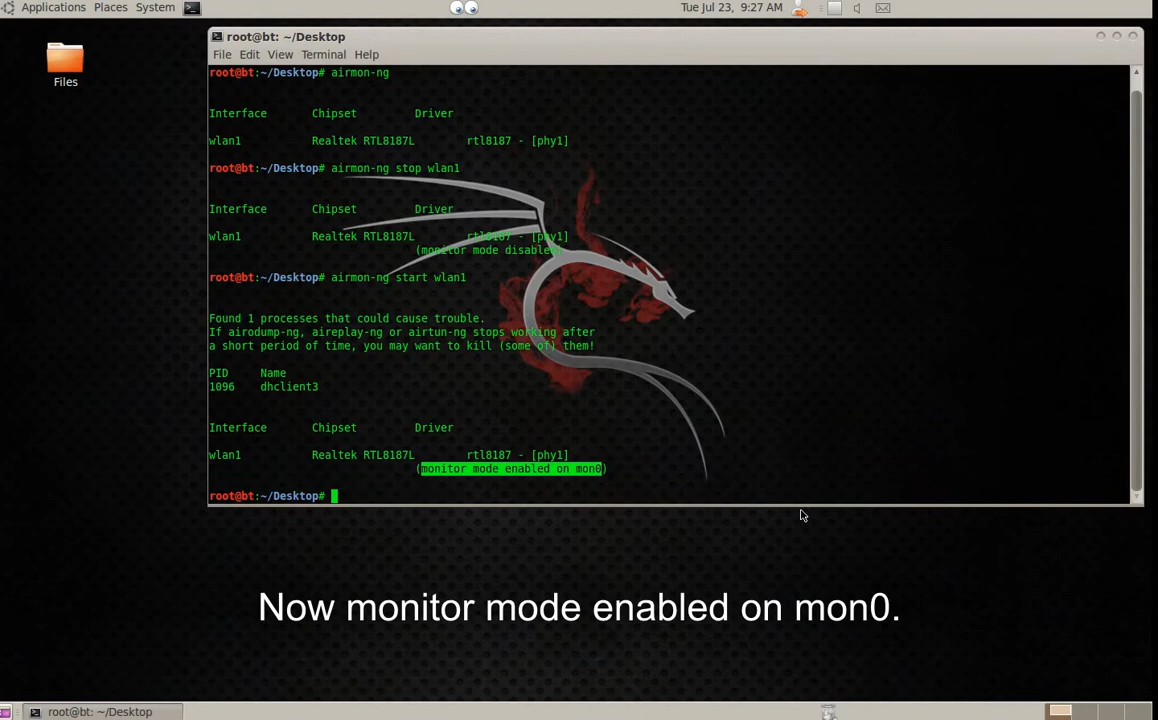 Applications Places System Tue Jul 23, 9:27 AM
Files
root@bt: ~/Desktop
File Edit View Terminal Help
root@bt:~/Desktop# airmon-ng
Interface Chipset Driver
wlan1 Realtek RTL8187L rtl8187 - [phy1]
root@bt:~/Desktop# airmon-ng stop wlan1
Interface Chipset Driver
wlan1 Realtek RTL8187L rtl8187 - [phy1]
(monitor mode disabled)
root@bt:~/Desktop# airmon-ng start wlan1
Found 1 processes that could cause trouble.
If airodump-ng, aireplay-ng or airtun-ng stops working after
a short period of time, you may want to kill (some of) them!
PID Name
1096 dhclient3
Interface Chipset Driver
wlan1 Realtek RTL8187L rtl8187 - [phy1]
(monitor mode enabled on mon0)
root@bt:~/Desktop#
Now monitor mode enabled on mon0.
root@bt: ~/Desktop